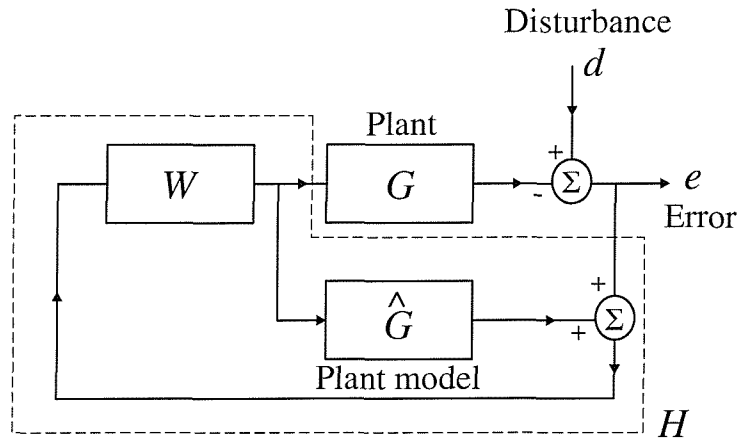 Disturbance
d
Plant
+
W
G
-
Σ
e
Error
+
Ĝ
+
Σ
Plant model
H